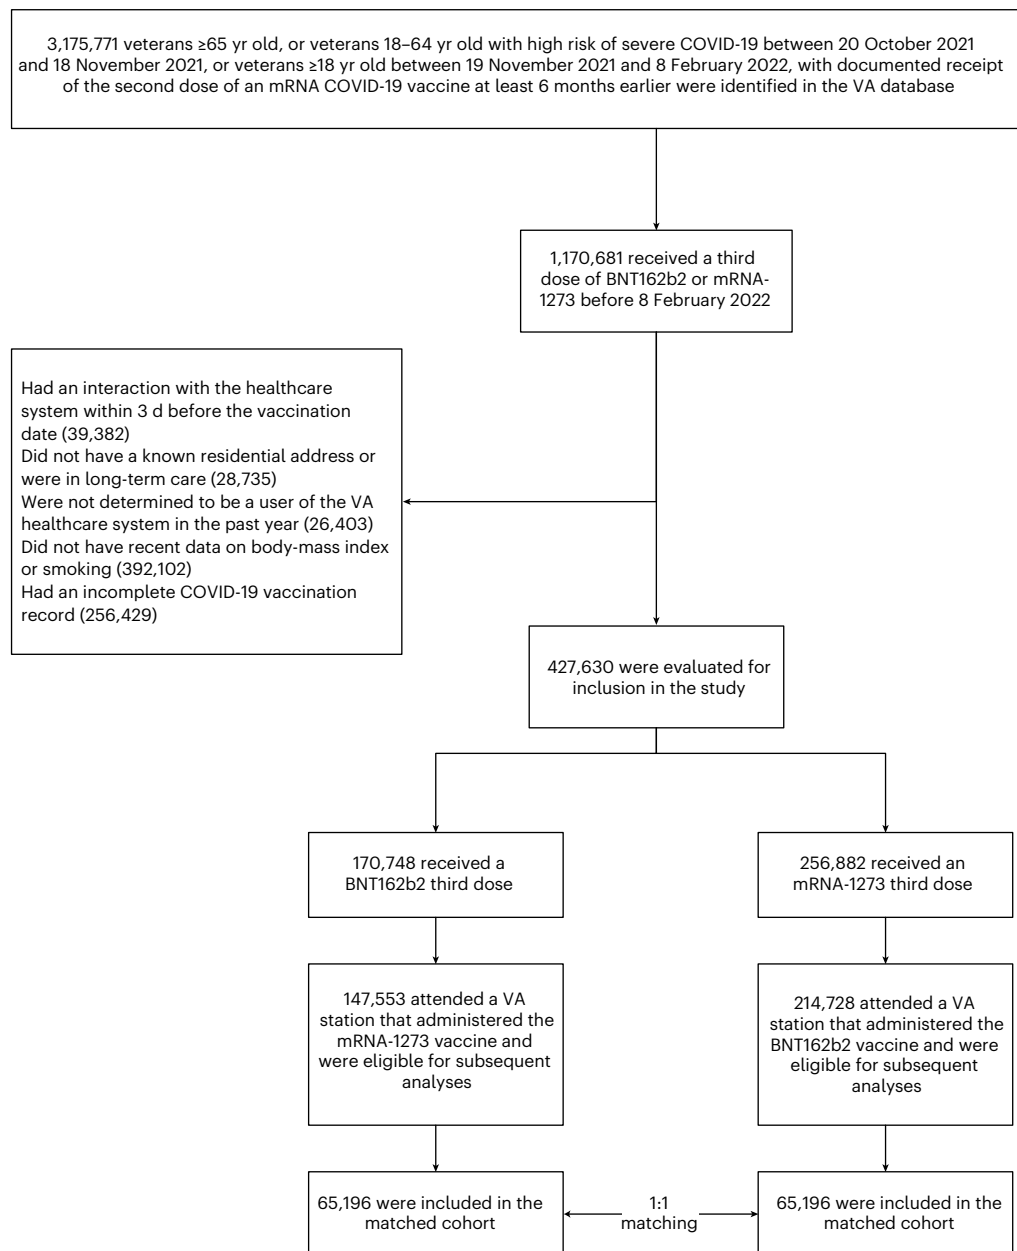 3,175,771 veterans ≥65 yr old, or veterans 18–64 yr old with high risk of severe COVID-19 between 20 October 2021
and 18 November 2021, or veterans ≥18 yr old between 19 November 2021 and 8 February 2022, with documented receipt
of the second dose of an mRNA COVID-19 vaccine at least 6 months earlier were identified in the VA database
1,170,681 received a third
dose of BNT162b2 or mRNA-
1273 before 8 February 2022
Had an interaction with the healthcare
system within 3 d before the vaccination
date (39,382)
Did not have a known residential address or
were in long-term care (28,735)
Were not determined to be a user of the VA
healthcare system in the past year (26,403)
Did not have recent data on body-mass index
or smoking (392,102)
Had an incomplete COVID-19 vaccination
record (256,429)
427,630 were evaluated for
inclusion in the study
170,748 received a
BNT162b2 third dose
256,882 received an
mRNA-1273 third dose
147,553 attended a VA
station that administered the
mRNA-1273 vaccine and
were eligible for subsequent
analyses
214,728 attended a VA
station that administered the
BNT162b2 vaccine and were
eligible for subsequent
analyses
65,196 were included in the
matched cohort
1:1
matching
65,196 were included in the
matched cohort